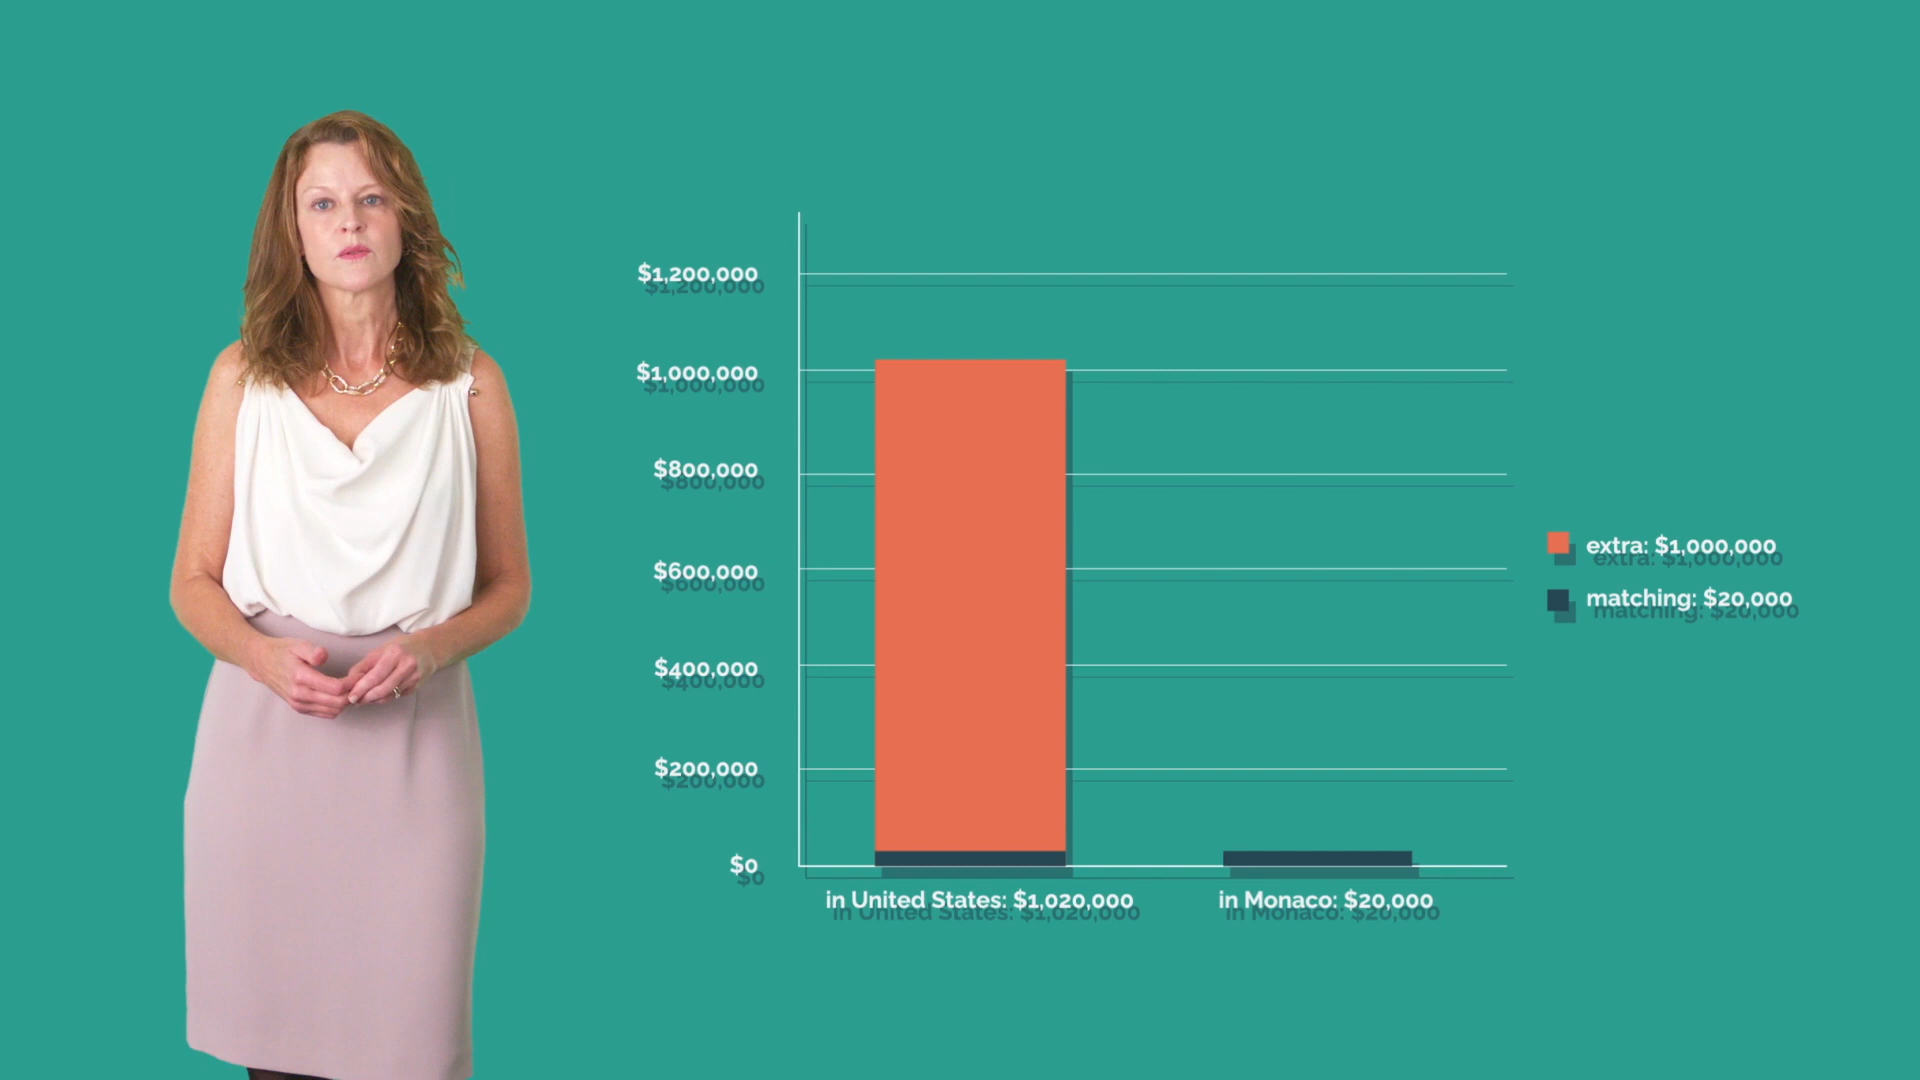 $1,200,000
$1,000,000
$800,000
$600,000
$400,000
$200,000
$0
in United States: $1,020,000
in Monaco: $20,000
extra: $1,000,000
matching: $20,000